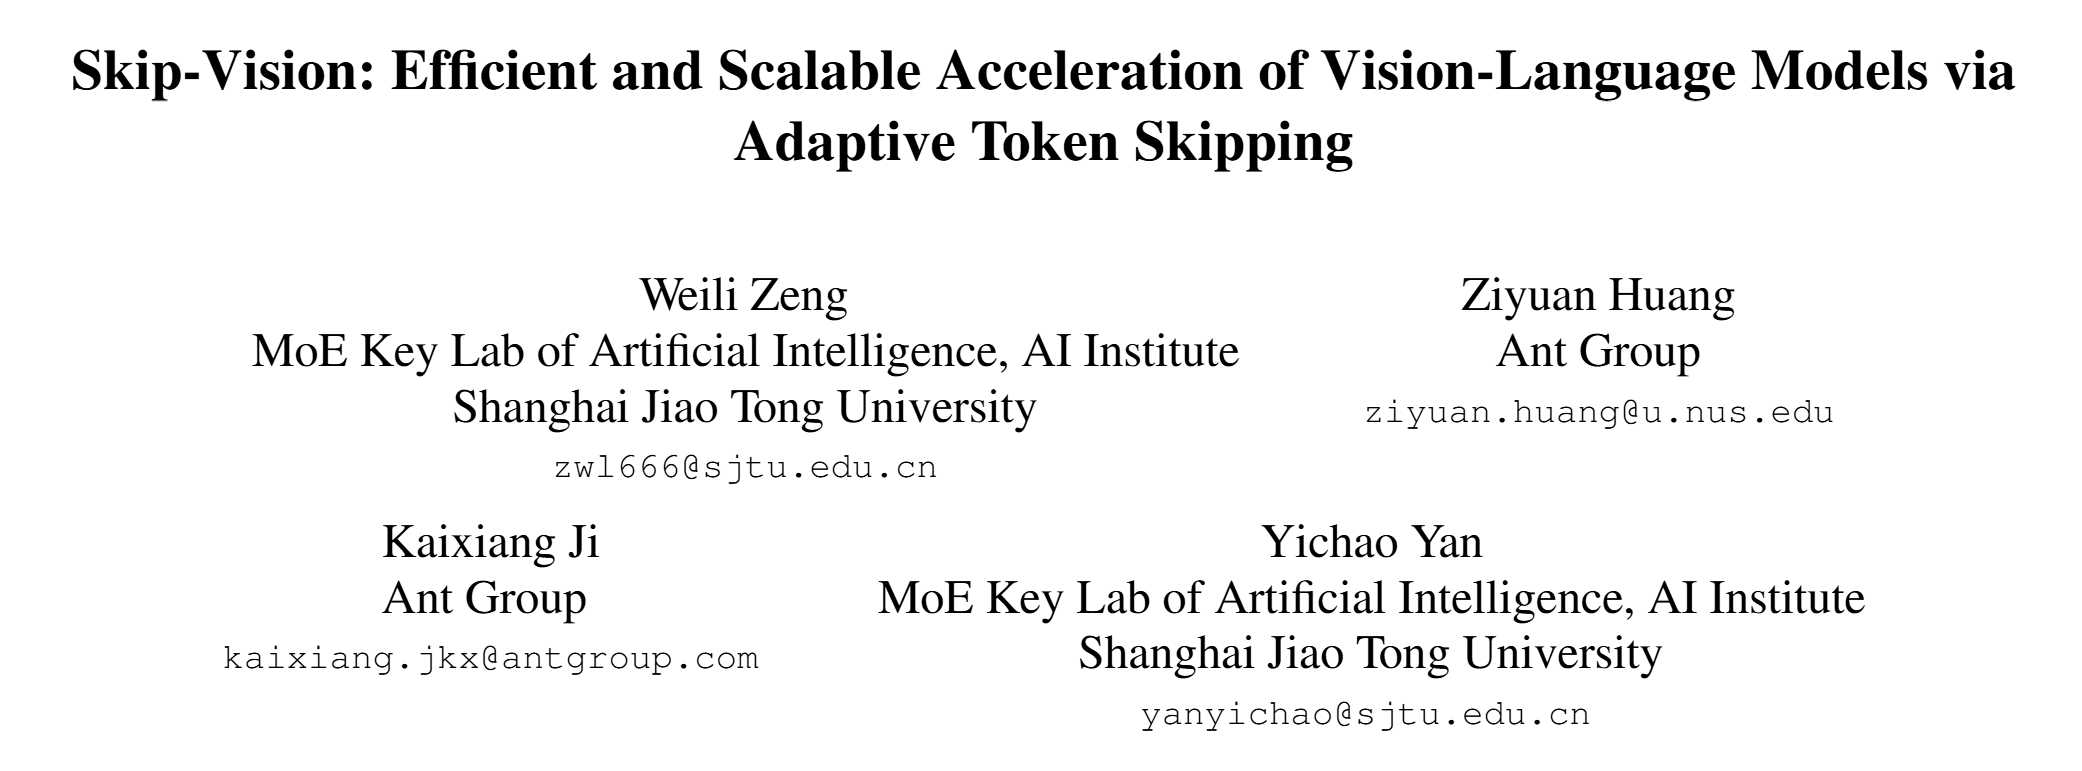 Skip-Vision: Efficient and Scalable Acceleration of Vision-Language Models via
Adaptive Token Skipping
Weili Zeng
MoE Key Lab of Artificial Intelligence, AI Institute
Shanghai Jiao Tong University
zwl666@sjtu.edu.cn
Ziyuan Huang
Ant Group
ziyuan.huang@u.nus.edu
Kaixiang Ji
Ant Group
kaixiang.jkx@antgroup.com
Yichao Yan
MoE Key Lab of Artificial Intelligence, AI Institute
Shanghai Jiao Tong University
yanyichao@sjtu.edu.cn